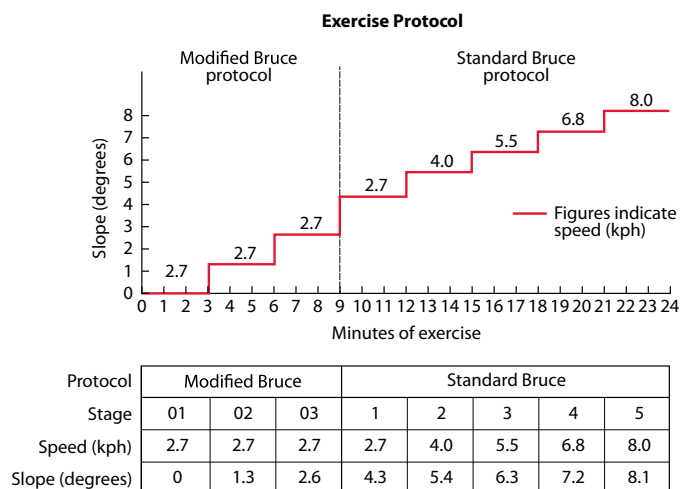 Exercise Protocol
Modified Bruce
protocol
Standard Bruce
protocol
Slope (degrees)
8
7
6
5
4
3
2
1
0
2.7
2.7
2.7
2.7
4.0
5.5
6.8
8.0
Figures indicate
speed (kph)
0 1 2 3 4 5 6 7 8 9 10 11 12 13 14 15 16 17 18 19 20 21 22 23 24
Minutes of exercise
Protocol Modified Bruce Standard Bruce
Stage 01 02 03 1 2 3 4 5
Speed (kph) 2.7 2.7 2.7 2.7 4.0 5.5 6.8 8.0
Slope (degrees) 0 1.3 2.6 4.3 5.4 6.3 7.2 8.1